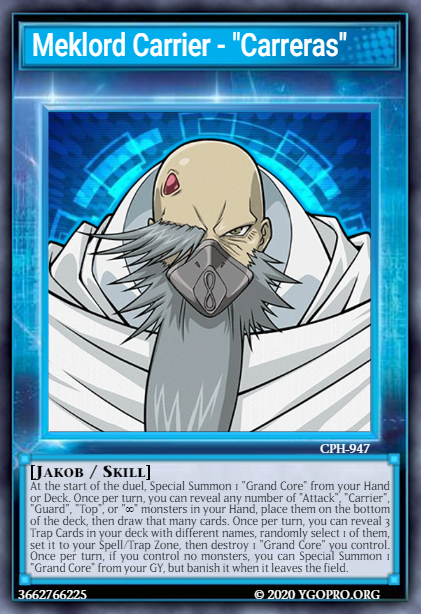 Meklord Carrier - "Carreras"
CPH-947
[JAKOB / SKILL]
At the start of the duel, Special Summon 1 "Grand Core" from your Hand
or Deck. Once per turn, you can reveal any number of "Attack", "Carrier",
"Guard", "Top", or "∞" monsters in your Hand, place them on the bottom
of the deck, then draw that many cards. Once per turn, you can reveal 3
Trap Cards in your deck with different names, randomly select 1 of them,
set it to your Spell/Trap Zone, then destroy 1 "Grand Core" you control.
Once per turn, if you control no monsters, you can Special Summon 1
"Grand Core" from your GY, but banish it when it leaves the field.
3662766225
© 2020 YGOPRO.ORG